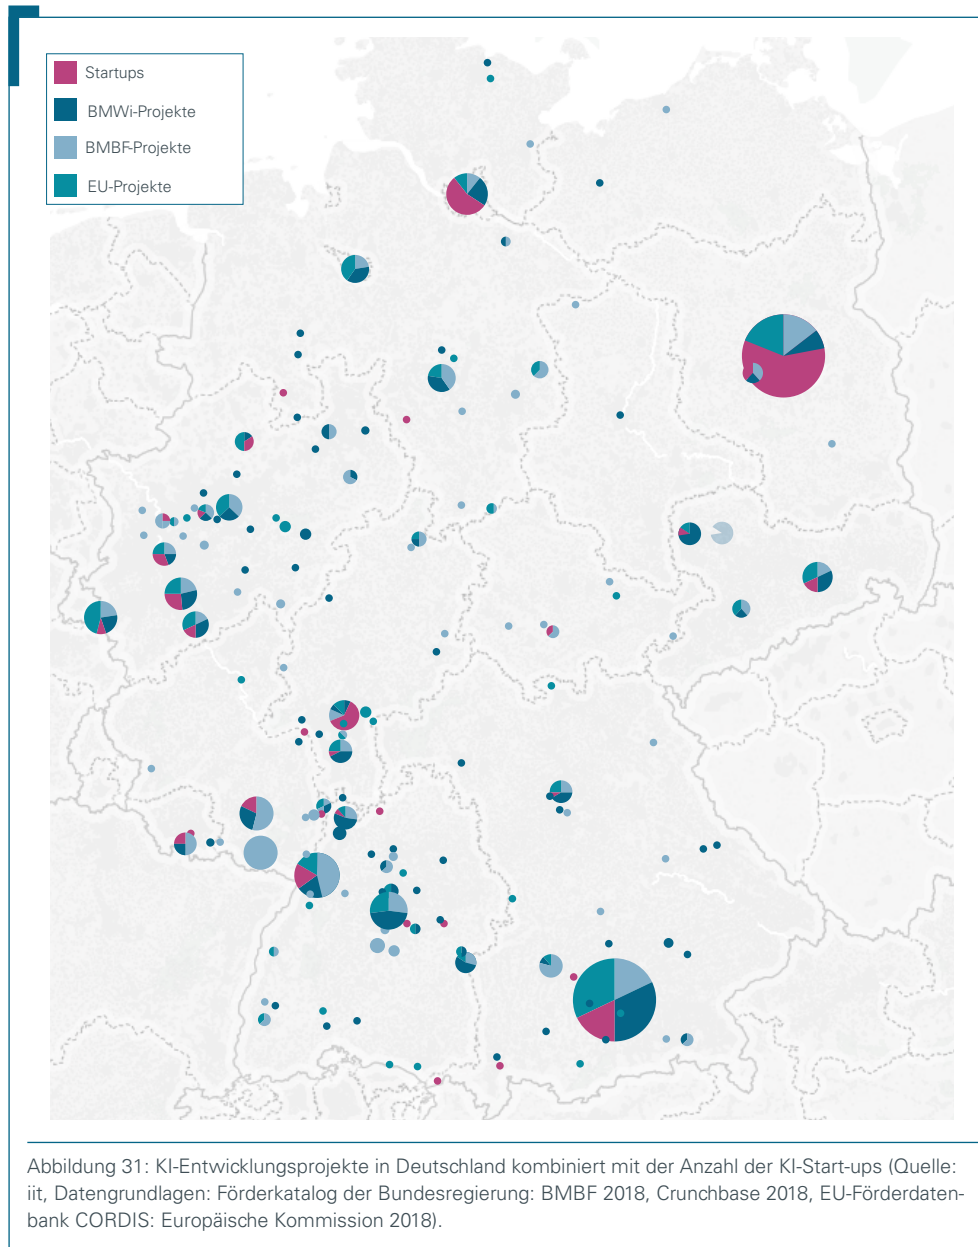 Startups
BMWi-Projekte
BMBF-Projekte
EU-Projekte
Abbildung 31: KI-Entwicklungsprojekte in Deutschland kombiniert mit der Anzahl der KI-Start-ups (Quelle:
iit, Datengrundlagen: Förderkatalog der Bundesregierung: BMBF 2018, Crunchbase 2018, EU-Förderdaten-
bank CORDIS: Europäische Kommission 2018).